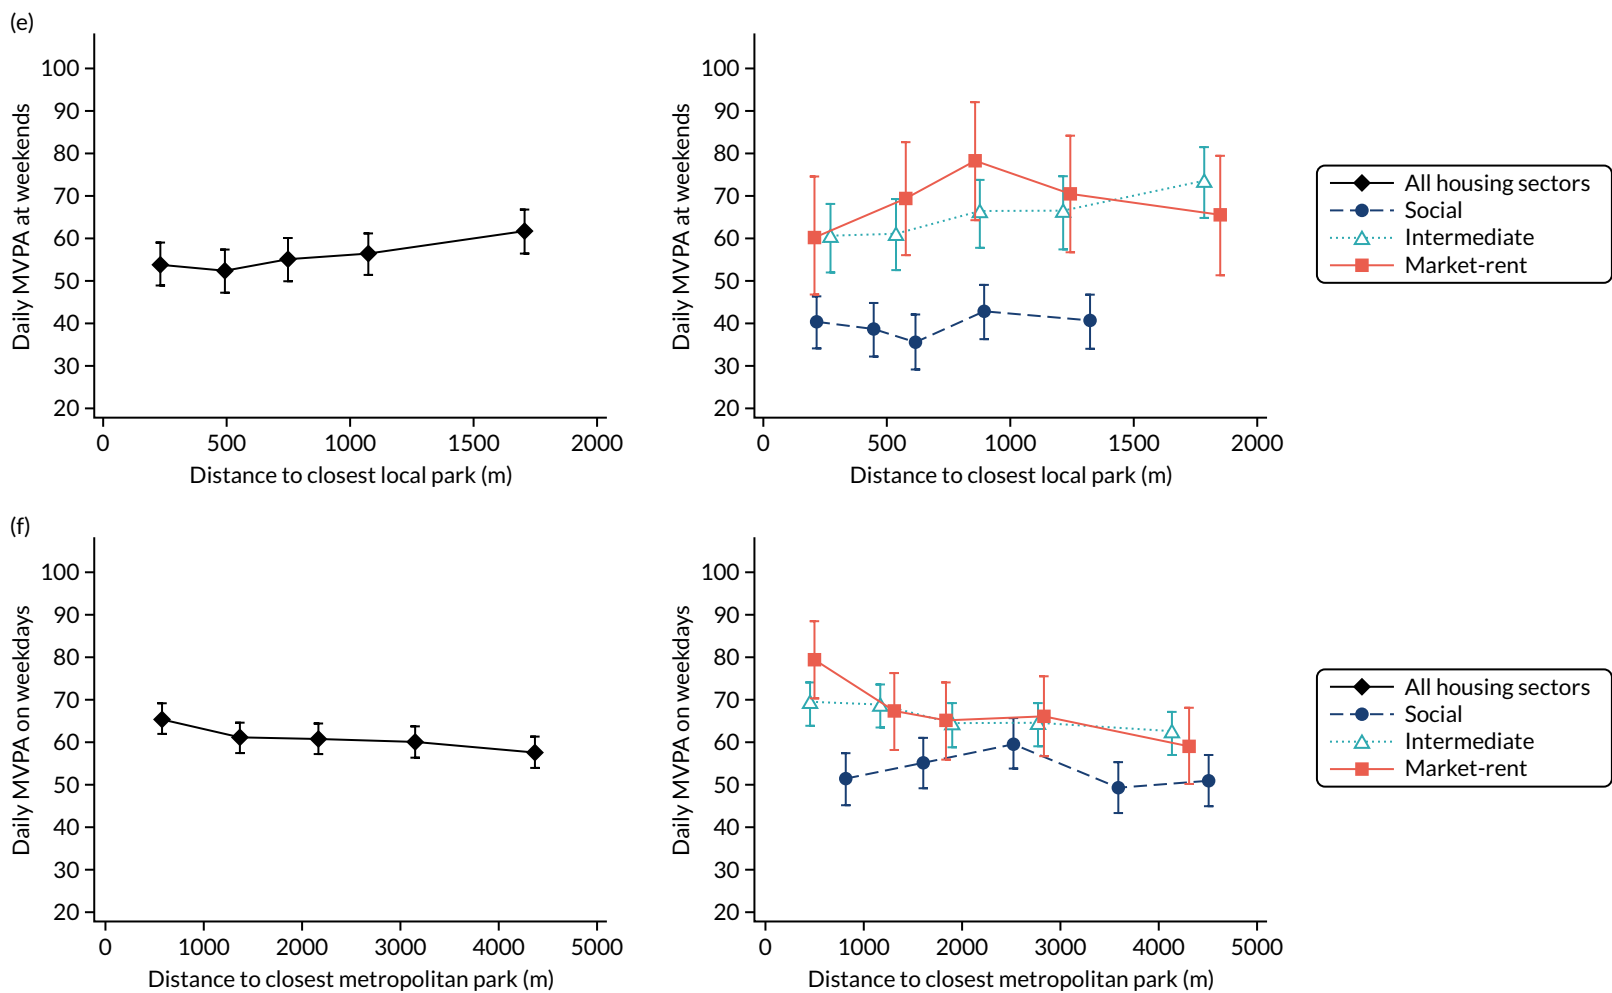 (e)
Daily MVPA at weekends
100
90
80
70
60
50
40
30
20
0 500 1000 1500 2000
Distance to closest local park (m)
Daily MVPA at weekends
100
90
80
70
60
50
40
30
20
0 500 1000 1500 2000
Distance to closest local park (m)
All housing sectors
Social
Intermediate
Market-rent
(f)
Daily MVPA on weekdays
100
90
80
70
60
50
40
30
20
0 1000 2000 3000 4000 5000
Distance to closest metropolitan park (m)
Daily MVPA on weekdays
100
90
80
70
60
50
40
30
20
0 1000 2000 3000 4000 5000
Distance to closest metropolitan park (m)
All housing sectors
Social
Intermediate
Market-rent